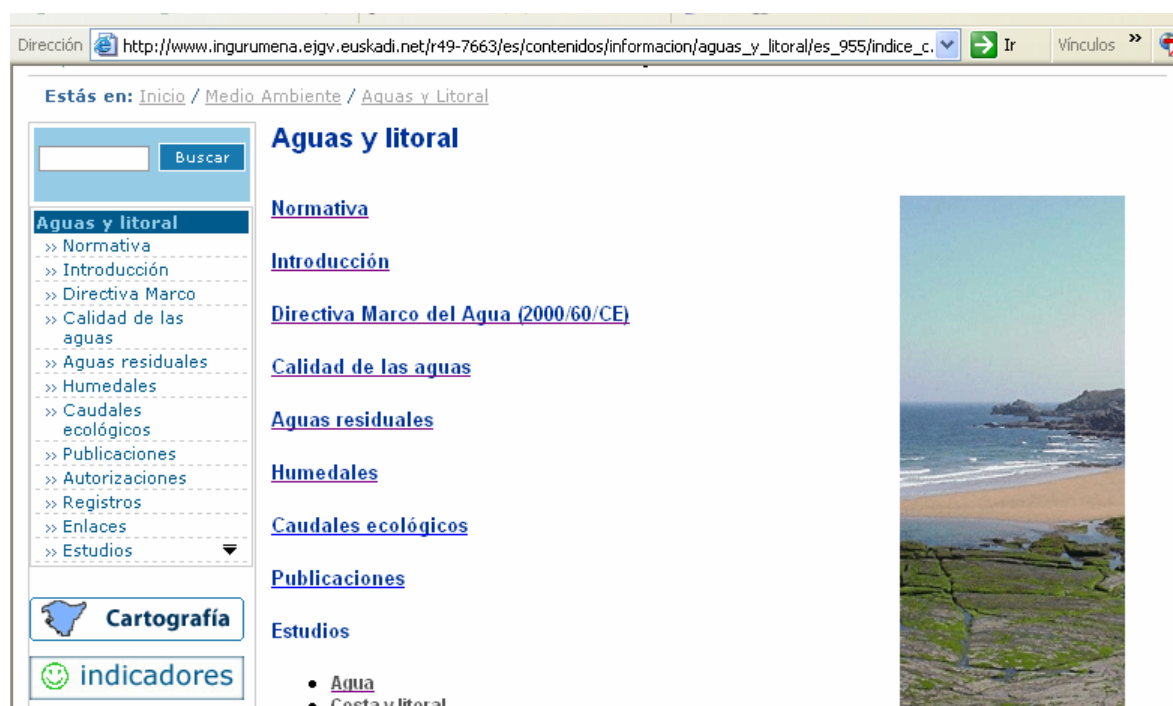 Dirección http://www.ingurumena.ejgv.euskadi.net/r49-7663/es/contenidos/informacion/aguas_y_litoral/es_955/indice_c. Ir Vínculos »
Estás en: Inicio / Medio Ambiente / Aguas y Litoral
Buscar
Aguas y litoral
» Normativa
» Introducción
» Directiva Marco
» Calidad de las
aguas
» Aguas residuales
» Humedales
» Caudales
ecológicos
» Publicaciones
» Autorizaciones
» Registros
» Enlaces
» Estudios
Cartografía
indicadores
Aguas y litoral
Normativa
Introducción
Directiva Marco del Agua (2000/60/CE)
Calidad de las aguas
Aguas residuales
Humedales
Caudales ecológicos
Publicaciones
Estudios
• Agua
• Costa y litoral